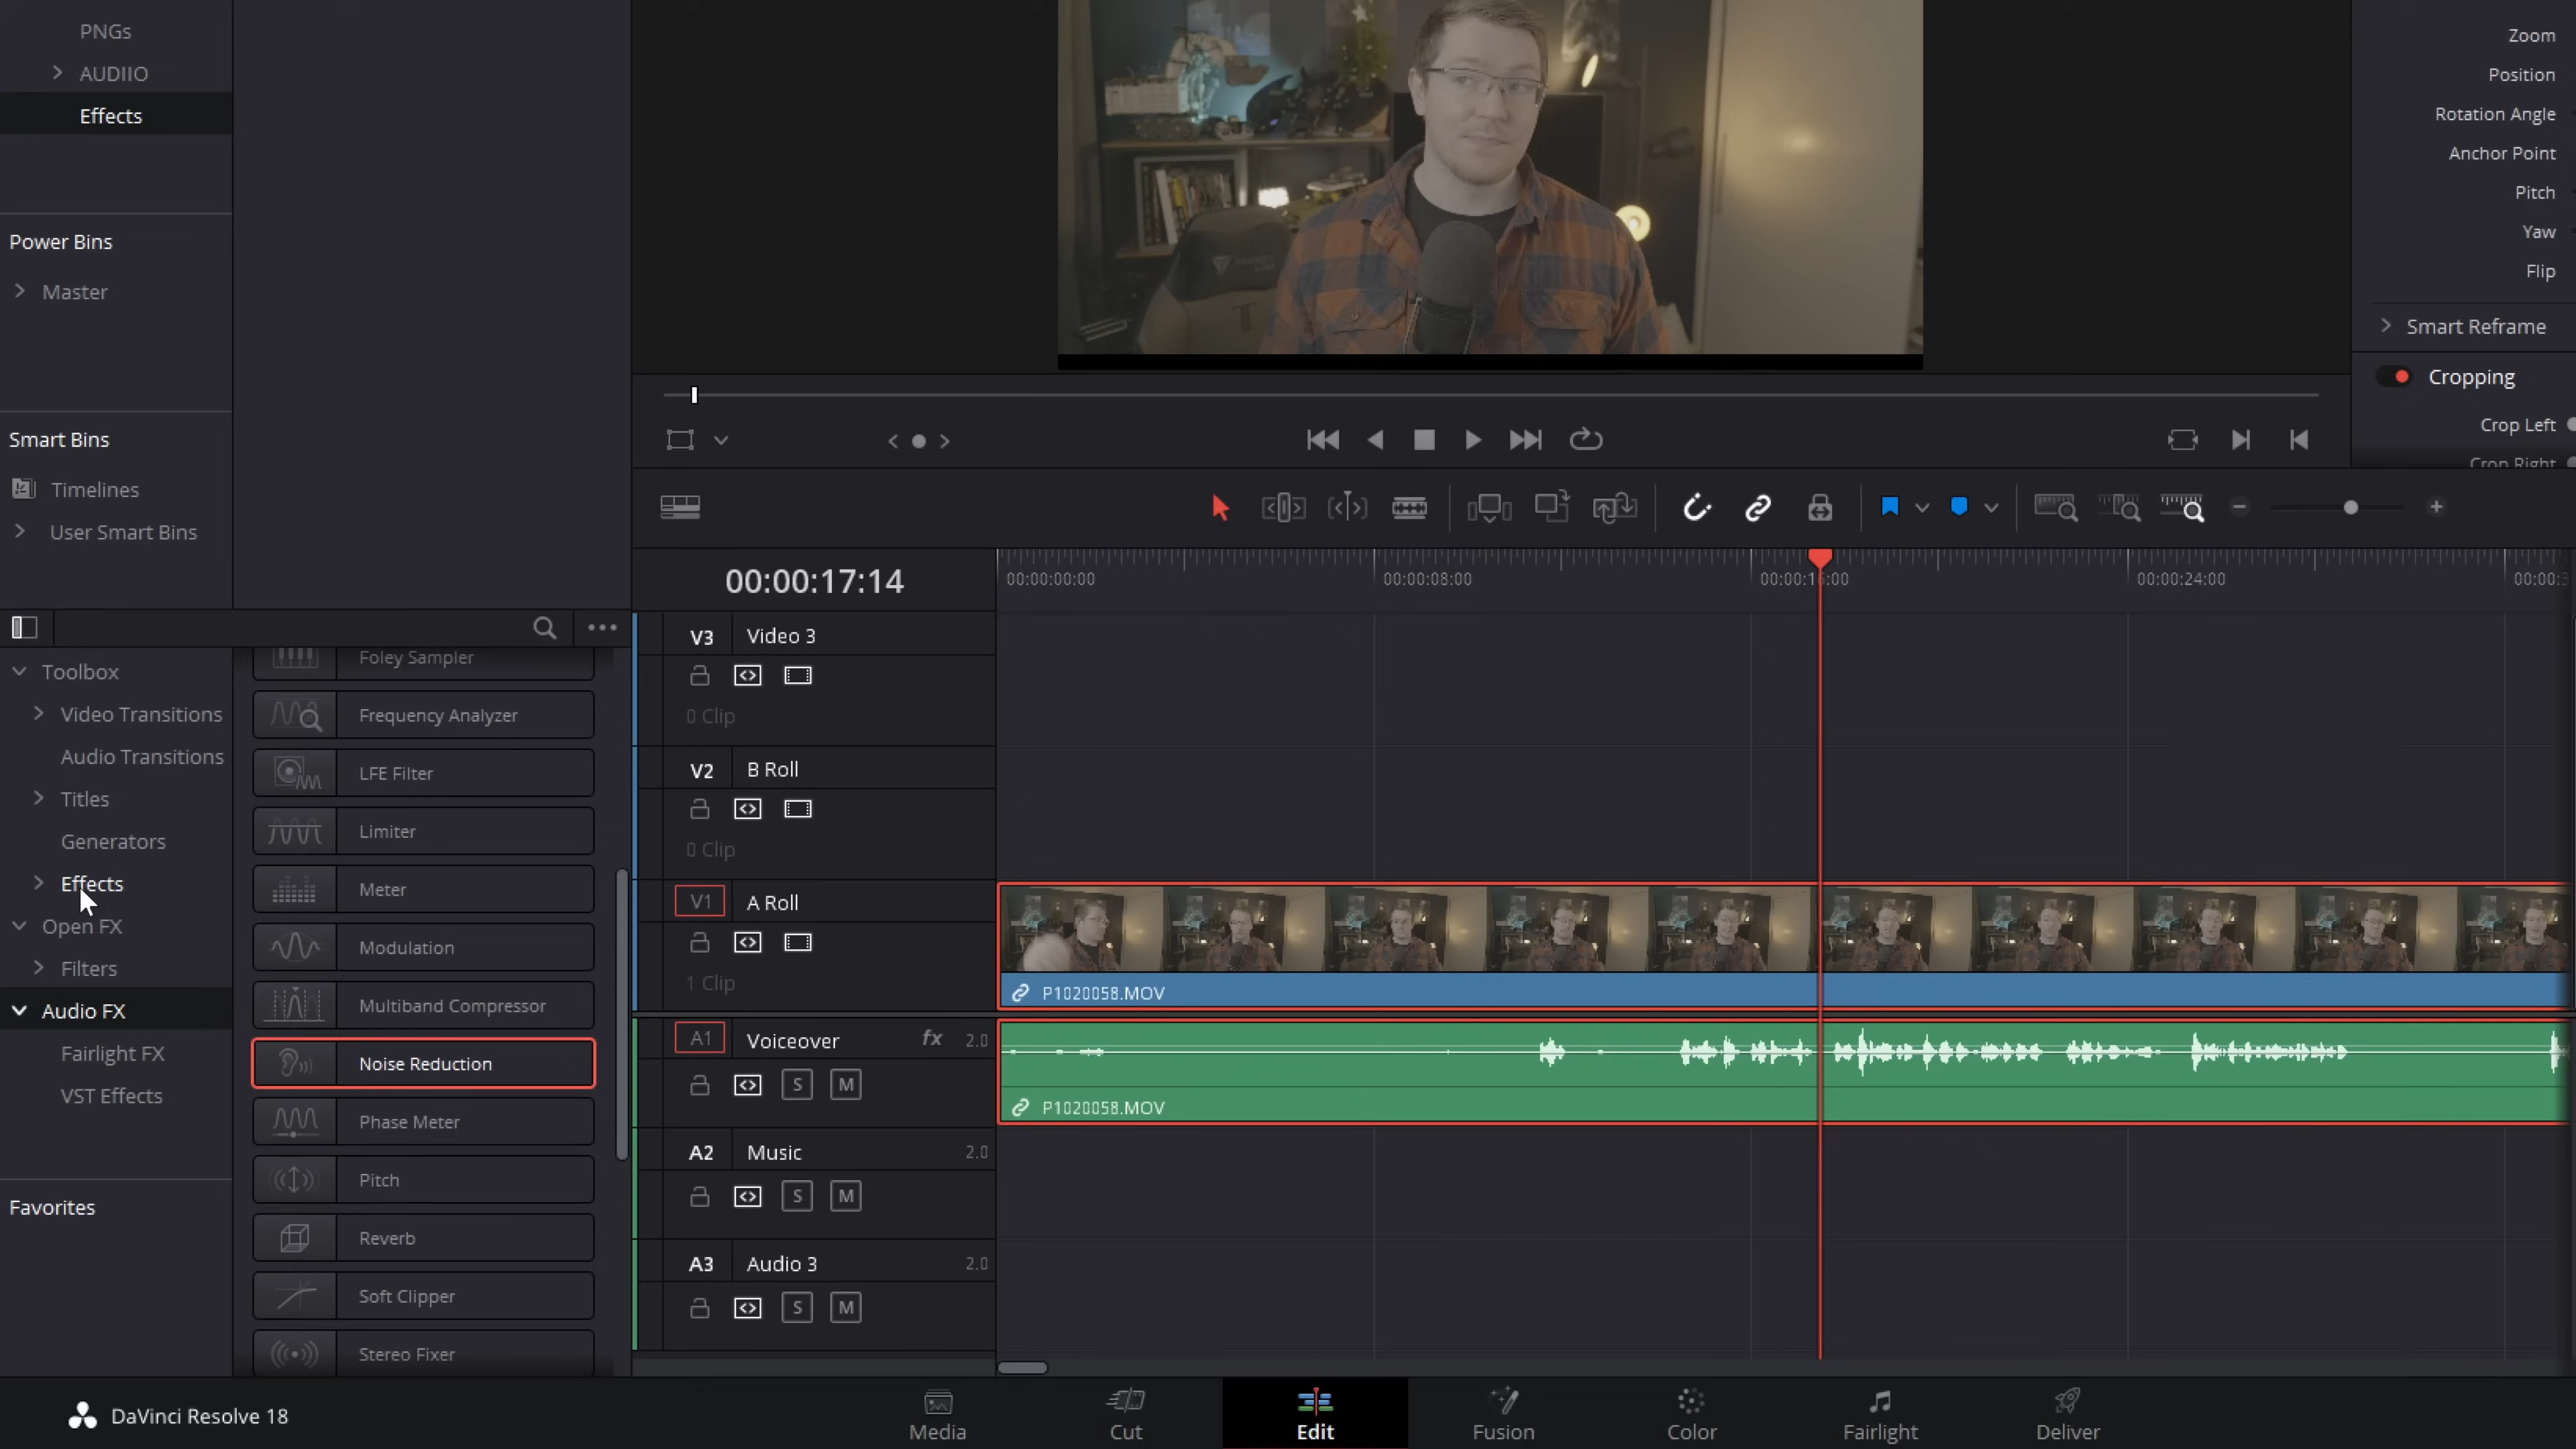 PNGs
AUDIIO
Effects
Power Bins
Master
Smart Bins
Timelines
User Smart Bins
Zoom
Position
Rotation Angle
Anchor Point
Pitch
Yaw
Flip
Smart Reframe
Cropping
Crop Left
Crop Right
Toolbox
Video Transitions
Audio Transitions
Titles
Generators
Effects
Open FX
Filters
Audio FX
Fairlight FX
VST Effects
Favorites
Foley Sampler
Frequency Analyzer
LFE Filter
Limiter
Meter
Modulation
Multiband Compressor
Noise Reduction
Phase Meter
Pitch
Reverb
Soft Clipper
Stereo Fixer
00:00:17:14
00:00:00:00
00:00:08:00
00:00:16:00
00:00:24:00
V3 Video 3
0 Clip
V2 B Roll
0 Clip
V1 A Roll
1 Clip
P1020058.MOV
A1 Voiceover fx 2.0
S M
P1020058.MOV
A2 Music 2.0
S M
A3 Audio 3 2.0
S M
DaVinci Resolve 18
Media
Cut
Edit
Fusion
Color
Fairlight
Deliver